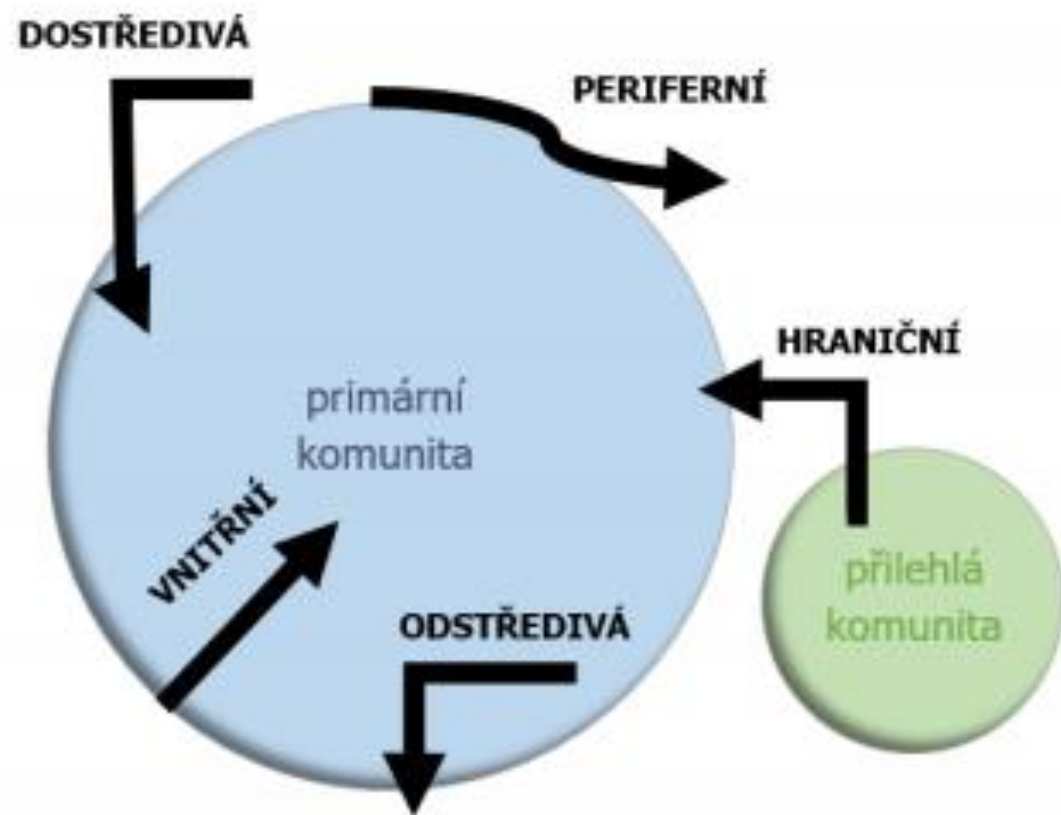 DOSTŘEDIVÁ
PERIFERNÍ
HRANIČNÍ
primární
komunita
VNITŘNÍ
přilehlá
komunita
ODSTŘEDIVÁ